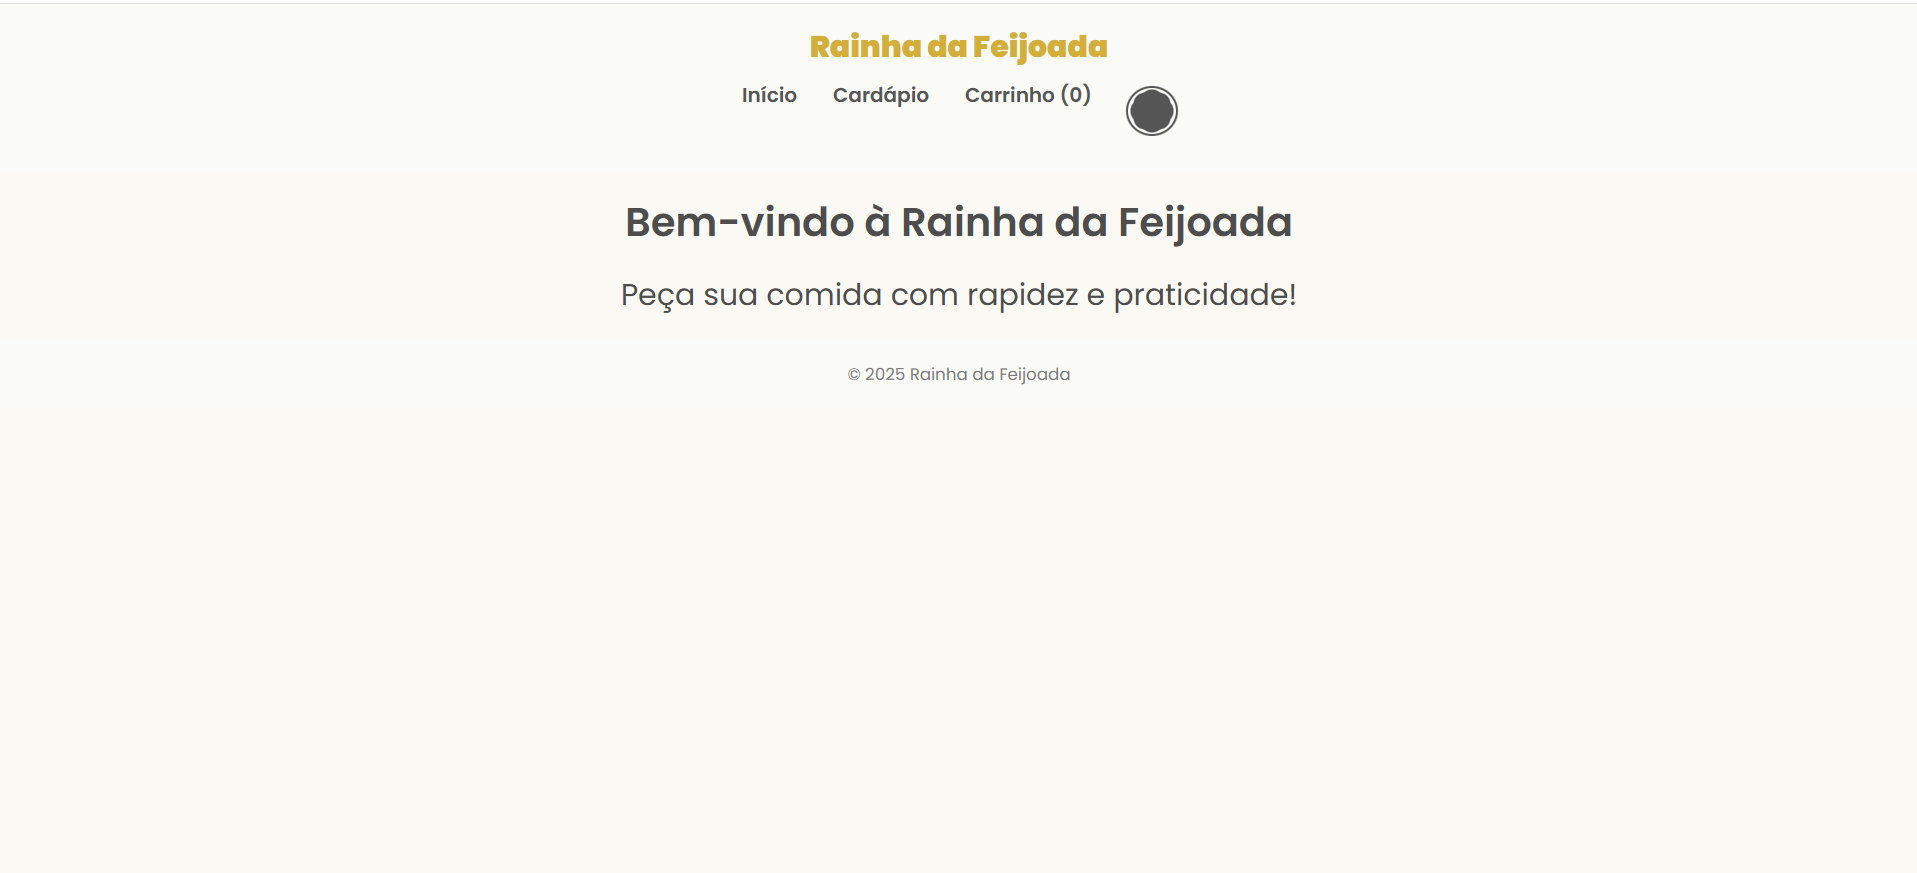 Rainha da Feijoada
Início Cardápio Carrinho (0)
Bem-vindo à Rainha da Feijoada
Peça sua comida com rapidez e praticidade!
© 2025 Rainha da Feijoada